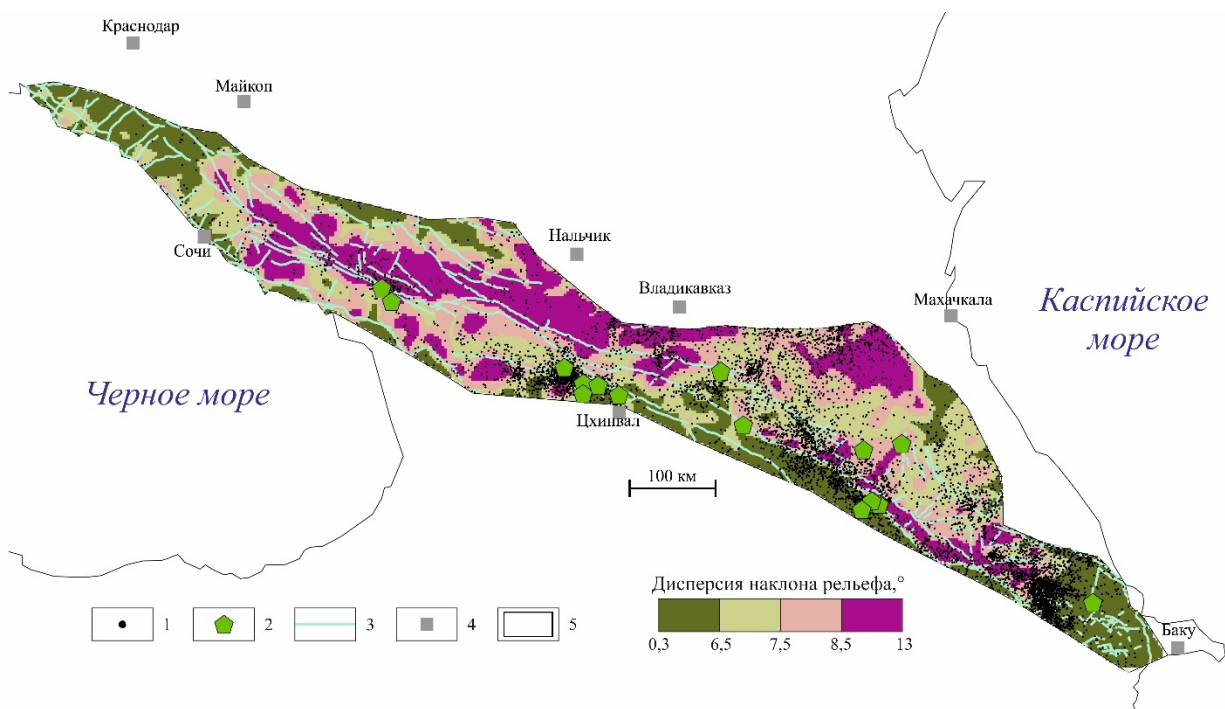 Краснодар
Майкоп
Сочи
Нальчик
Владикавказ
Махачкала
Каспийское
море
Черное море
Цхинвал
100 км
Дисперсия наклона рельефа,°
0,3 6,5 7,5 8,5 13
1 2 3 4 5
Баку